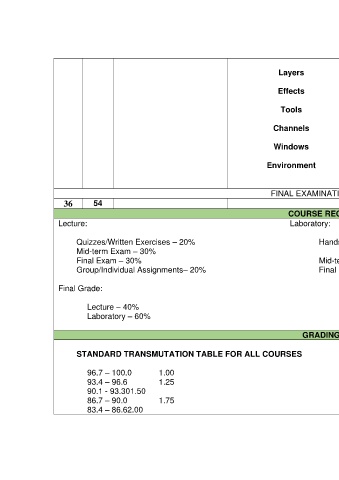 Layers
Effects
Tools
Channels
Windows
Environment
FINAL EXAMINATI
36 54
COURSE REQ
Lecture: Laboratory:
Quizzes/Written Exercises – 20% Hand
Mid-term Exam – 30%
Final Exam – 30% Mid-te
Group/Individual Assignments– 20% Final
Final Grade:
Lecture – 40%
Laboratory – 60%
GRADING
STANDARD TRANSMUTATION TABLE FOR ALL COURSES
96.7 – 100.0 1.00
93.4 – 96.6 1.25
90.1 - 93.301.50
86.7 – 90.0 1.75
83.4 – 86.62.00